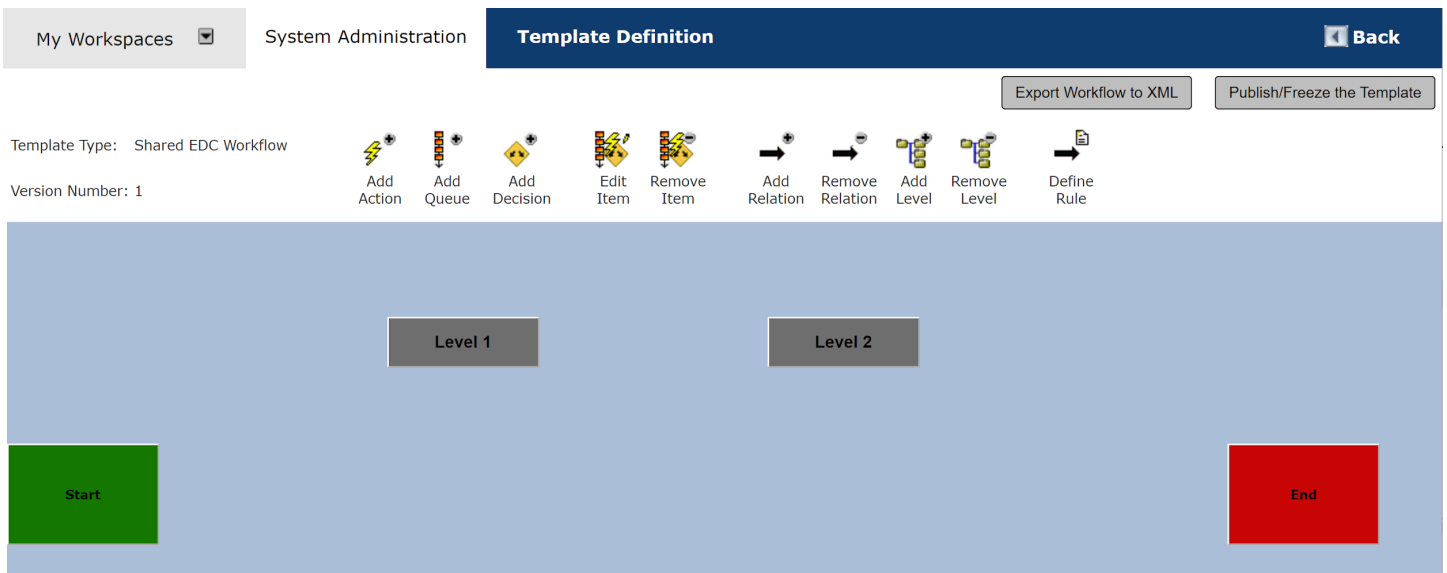 My Workspaces System Administration Template Definition Back
Export Workflow to XML Publish/Freeze the Template
Template Type: Shared EDC Workflow
Version Number: 1
Add Action
Add Queue
Add Decision
Edit Item
Remove Item
Add Relation
Remove Relation
Add Level
Remove Level
Define Rule
Level 1 Level 2
Start End